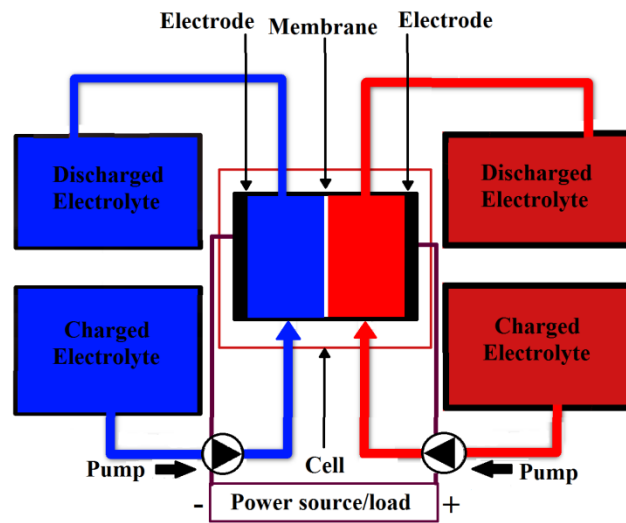 Electrode Membrane Electrode
Discharged
Electrolyte
Discharged
Electrolyte
Charged
Electrolyte
Charged
Electrolyte
Pump
Cell
Pump
- Power source/load +